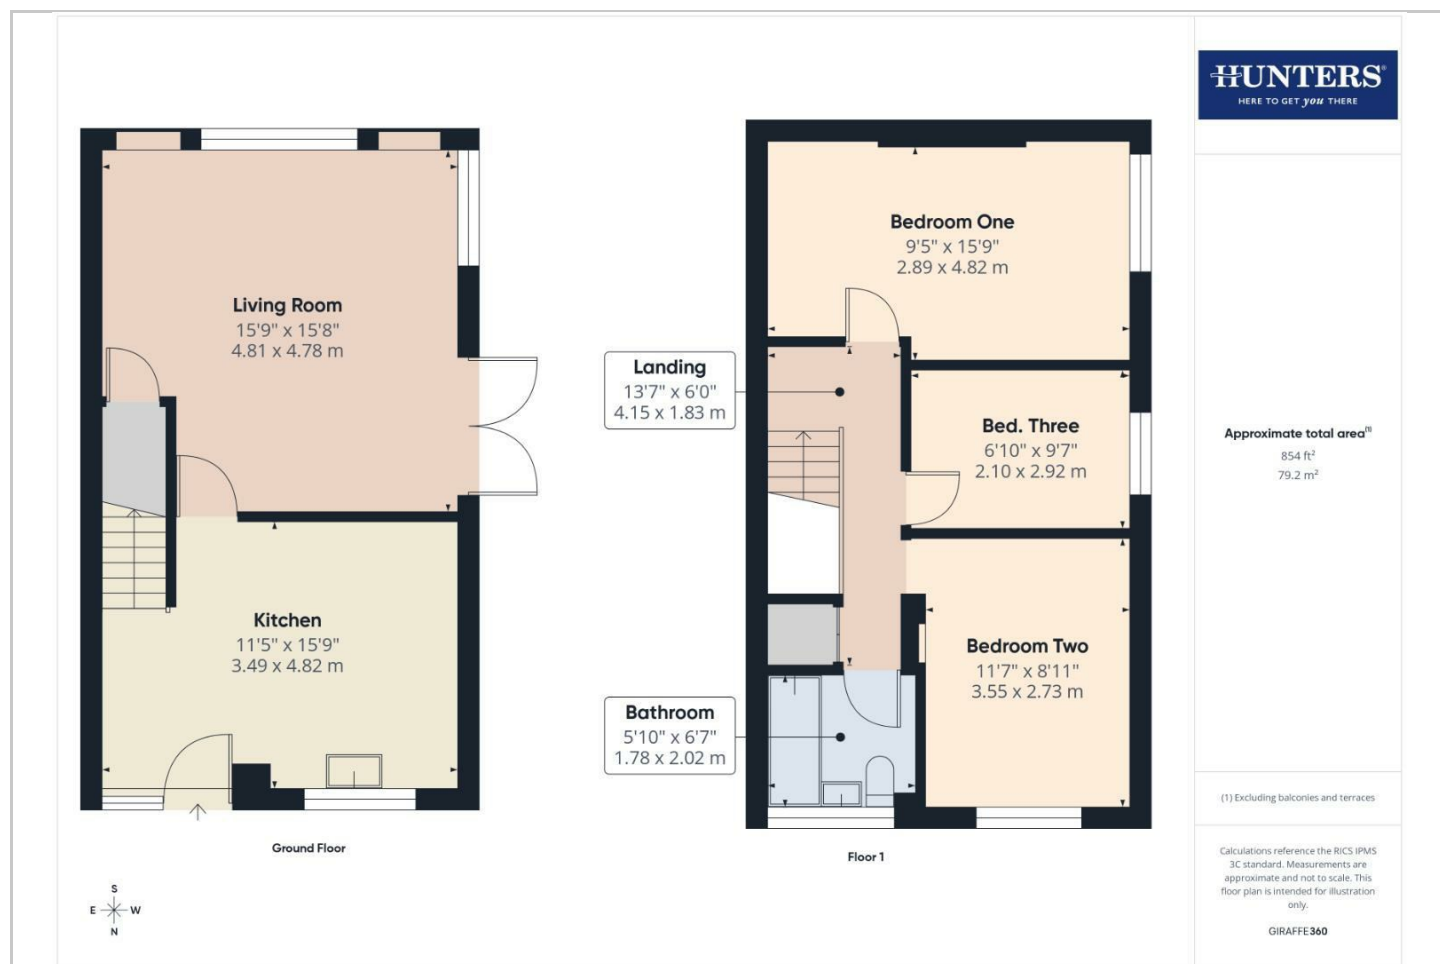 Living Room
15'9" x 15'8"
4.81 x 4.78 m
Kitchen
11'5" x 15'9"
3.49 x 4.82 m
Ground Floor
S
E W
N
Bedroom One
9'5" x 15'9"
2.89 x 4.82 m
Landing
13'7" x 6'0"
4.15 x 1.83 m
Bed. Three
6'10" x 9'7"
2.10 x 2.92 m
Bedroom Two
11'7" x 8'11"
3.55 x 2.73 m
Bathroom
5'10" x 6'7"
1.78 x 2.02 m
Floor 1
HUNTERS®
HERE TO GET you THERE
Approximate total area(1)
854 ft²
79.2 m²
(1) Excluding balconies and terraces
Calculations reference the RICS IPMS
3C standard. Measurements are
approximate and not to scale. This
floor plan is intended for illustration
only.
GIRAFFE360